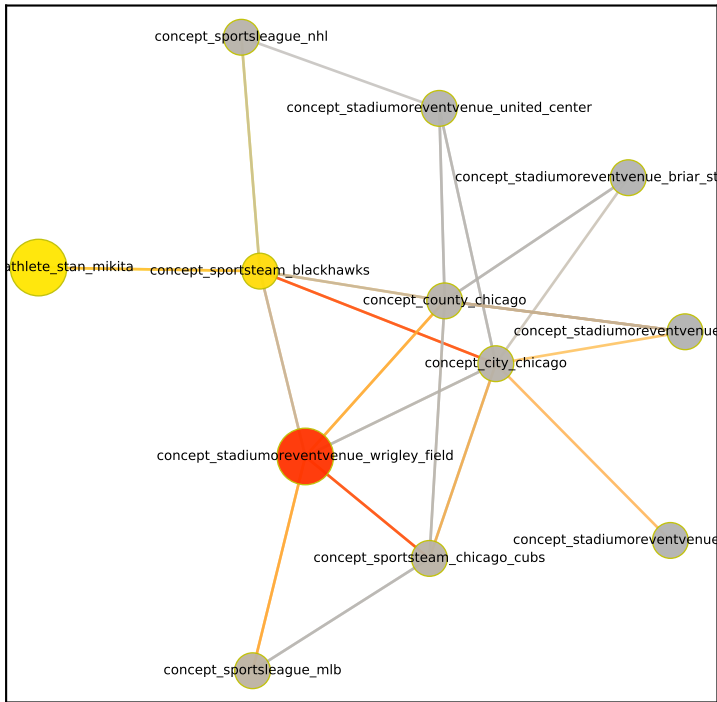 concept_sportsleague_nhl
concept_stadiumoreventvenue_united_center
concept_stadiumoreventvenue_briar_st
athlete_stan_mikita
concept_sportsteam_blackhawks
concept_county_chicago
concept_stadiumoreventvenue
concept_city_chicago
concept_stadiumoreventvenue_wrigley_field
concept_stadiumoreventvenue
concept_sportsteam_chicago_cubs
concept_sportsleague_mlb